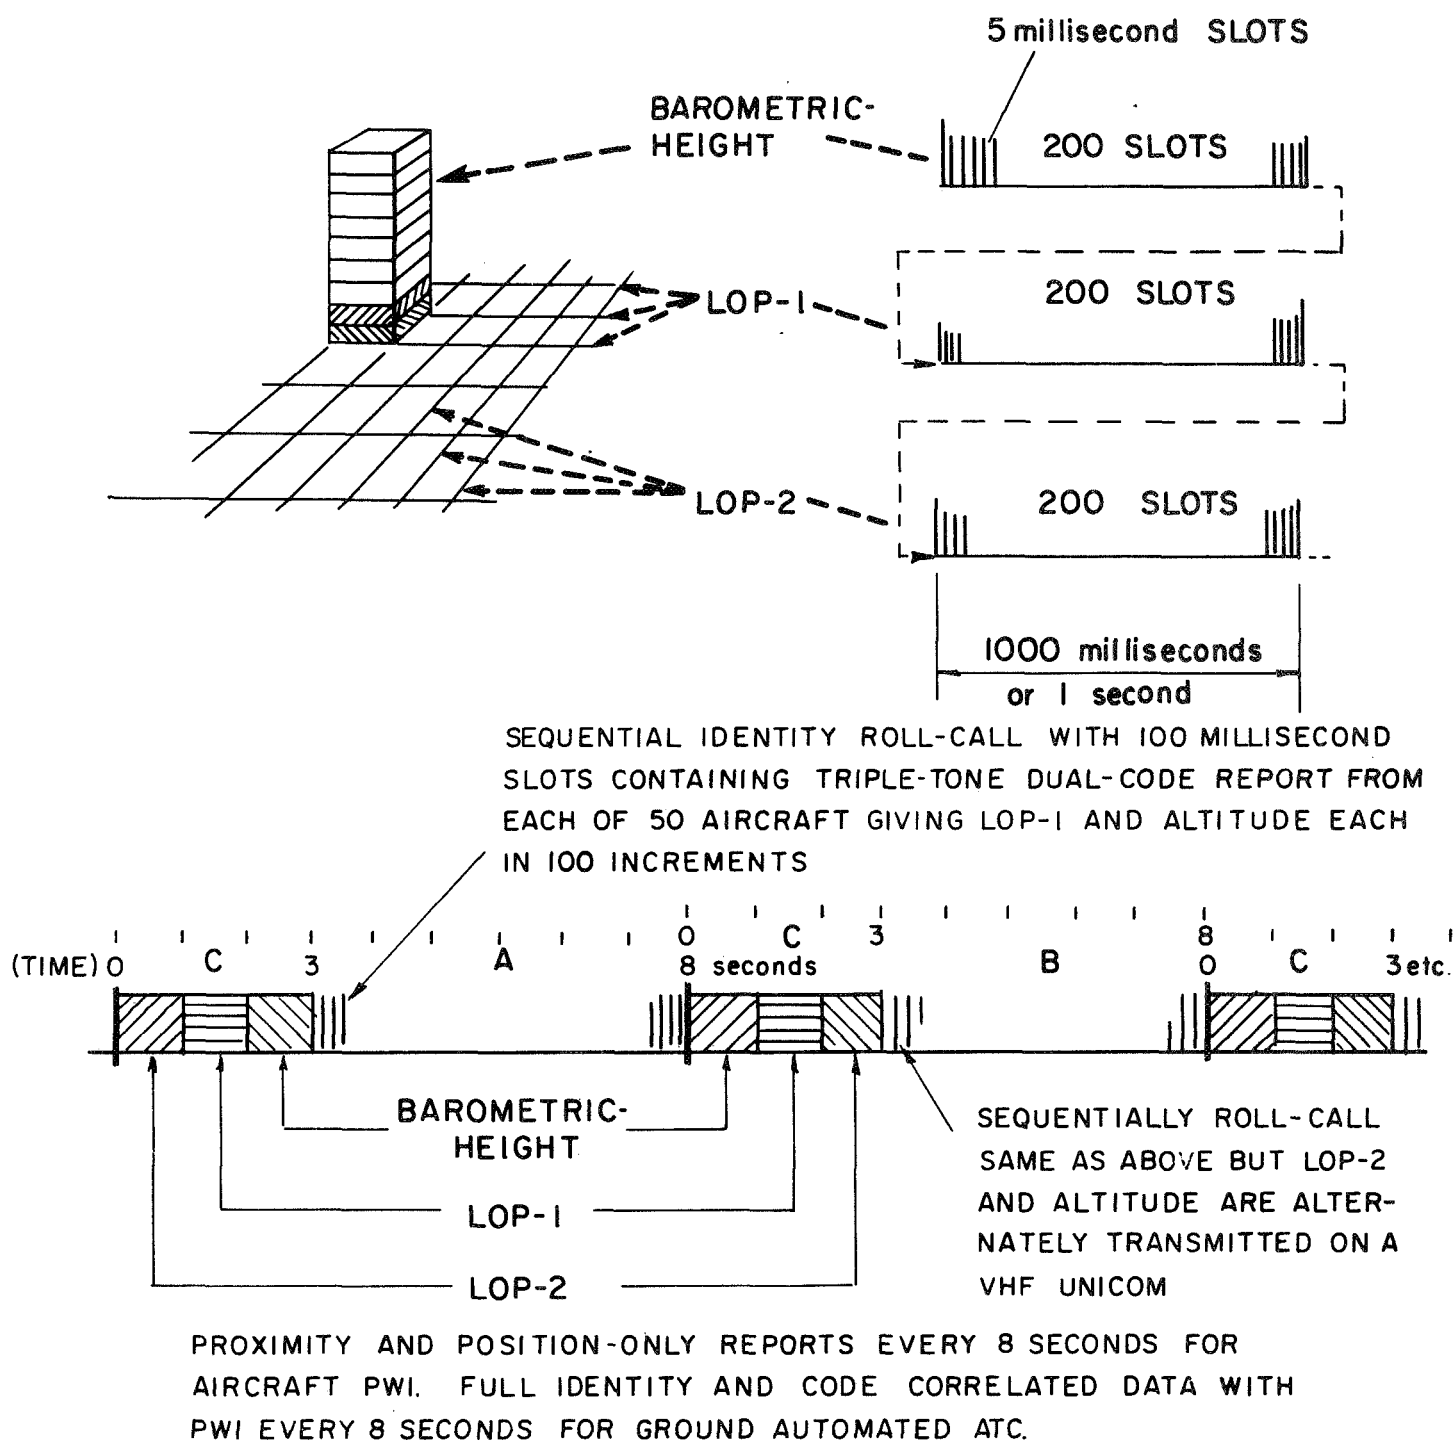 5 millisecond SLOTS
BAROMETRIC-
HEIGHT
200 SLOTS
LOP-1
200 SLOTS
LOP-2
200 SLOTS
1000 milliseconds
or 1 second
SEQUENTIAL IDENTITY ROLL-CALL WITH 100 MILLISECOND
SLOTS CONTAINING TRIPLE-TONE DUAL-CODE REPORT FROM
EACH OF 50 AIRCRAFT GIVING LOP-1 AND ALTITUDE EACH
IN 100 INCREMENTS
0 C 3 8
(TIME) 0 C 3 A 8 seconds B 0 C 3 etc.
BAROMETRIC-
HEIGHT
LOP-1
LOP-2
SEQUENTIALLY ROLL-CALL
SAME AS ABOVE BUT LOP-2
AND ALTITUDE ARE ALTER-
NATELY TRANSMITTED ON A
VHF UNICOM
PROXIMITY AND POSITION-ONLY REPORTS EVERY 8 SECONDS FOR
AIRCRAFT PWI. FULL IDENTITY AND CODE CORRELATED DATA WITH
PWI EVERY 8 SECONDS FOR GROUND AUTOMATED ATC.